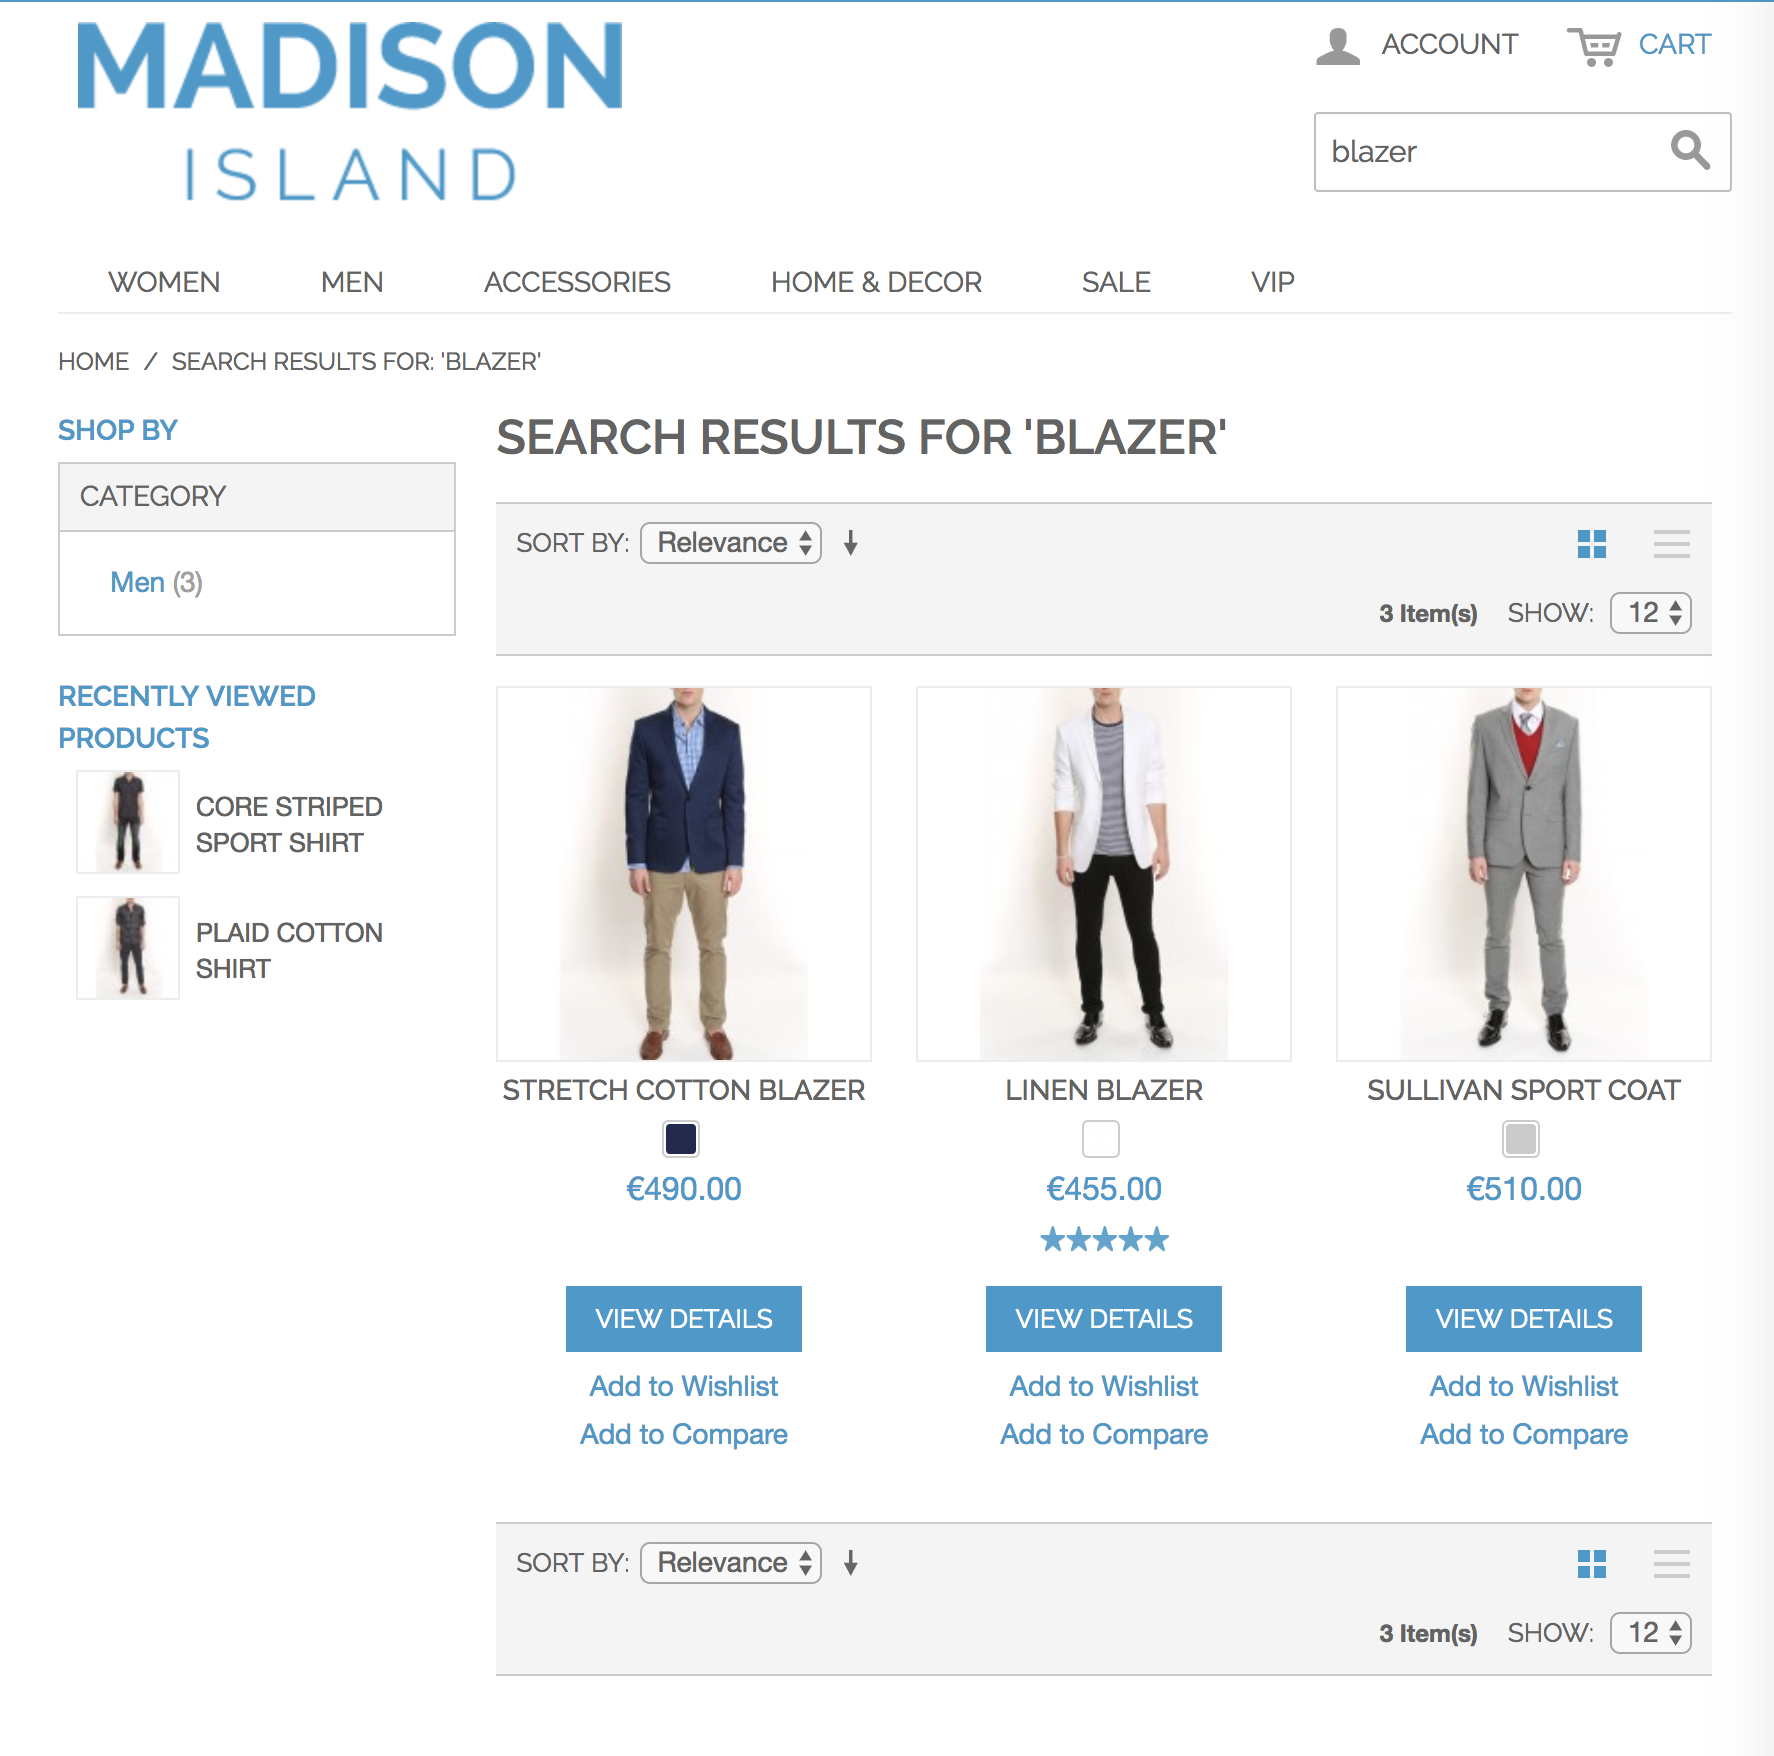 MADISON
ISLAND
ACCOUNT
CART
blazer
WOMEN
MEN
ACCESSORIES
HOME & DECOR
SALE
VIP
HOME / SEARCH RESULTS FOR: 'BLAZER'
SHOP BY
CATEGORY
Men (3)
RECENTLY VIEWED
PRODUCTS
CORE STRIPED
SPORT SHIRT
PLAID COTTON
SHIRT
SEARCH RESULTS FOR 'BLAZER'
SORT BY: Relevance
3 Item(s) SHOW: 12
STRETCH COTTON BLAZER
€490.00
VIEW DETAILS
Add to Wishlist
Add to Compare
LINEN BLAZER
€455.00
VIEW DETAILS
Add to Wishlist
Add to Compare
SULLIVAN SPORT COAT
€510.00
VIEW DETAILS
Add to Wishlist
Add to Compare
SORT BY: Relevance
3 Item(s) SHOW: 12